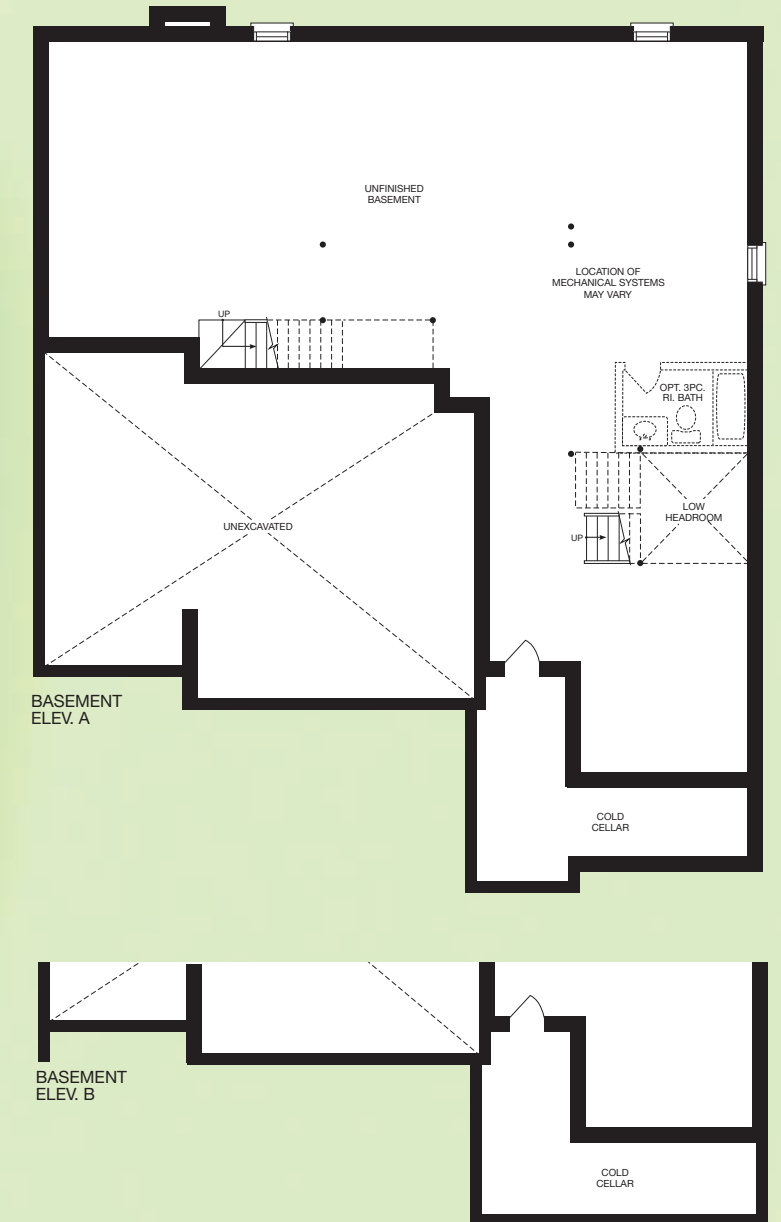 UNFINISHED
BASEMENT
LOCATION OF
MECHANICAL SYSTEMS
MAY VARY
UP
OPT. 3PC.
RI. BATH
LOW
HEADROOM
UNEXCAVATED
UP
BASEMENT
ELEV. A
COLD
CELLAR
BASEMENT
ELEV. B
COLD
CELLAR